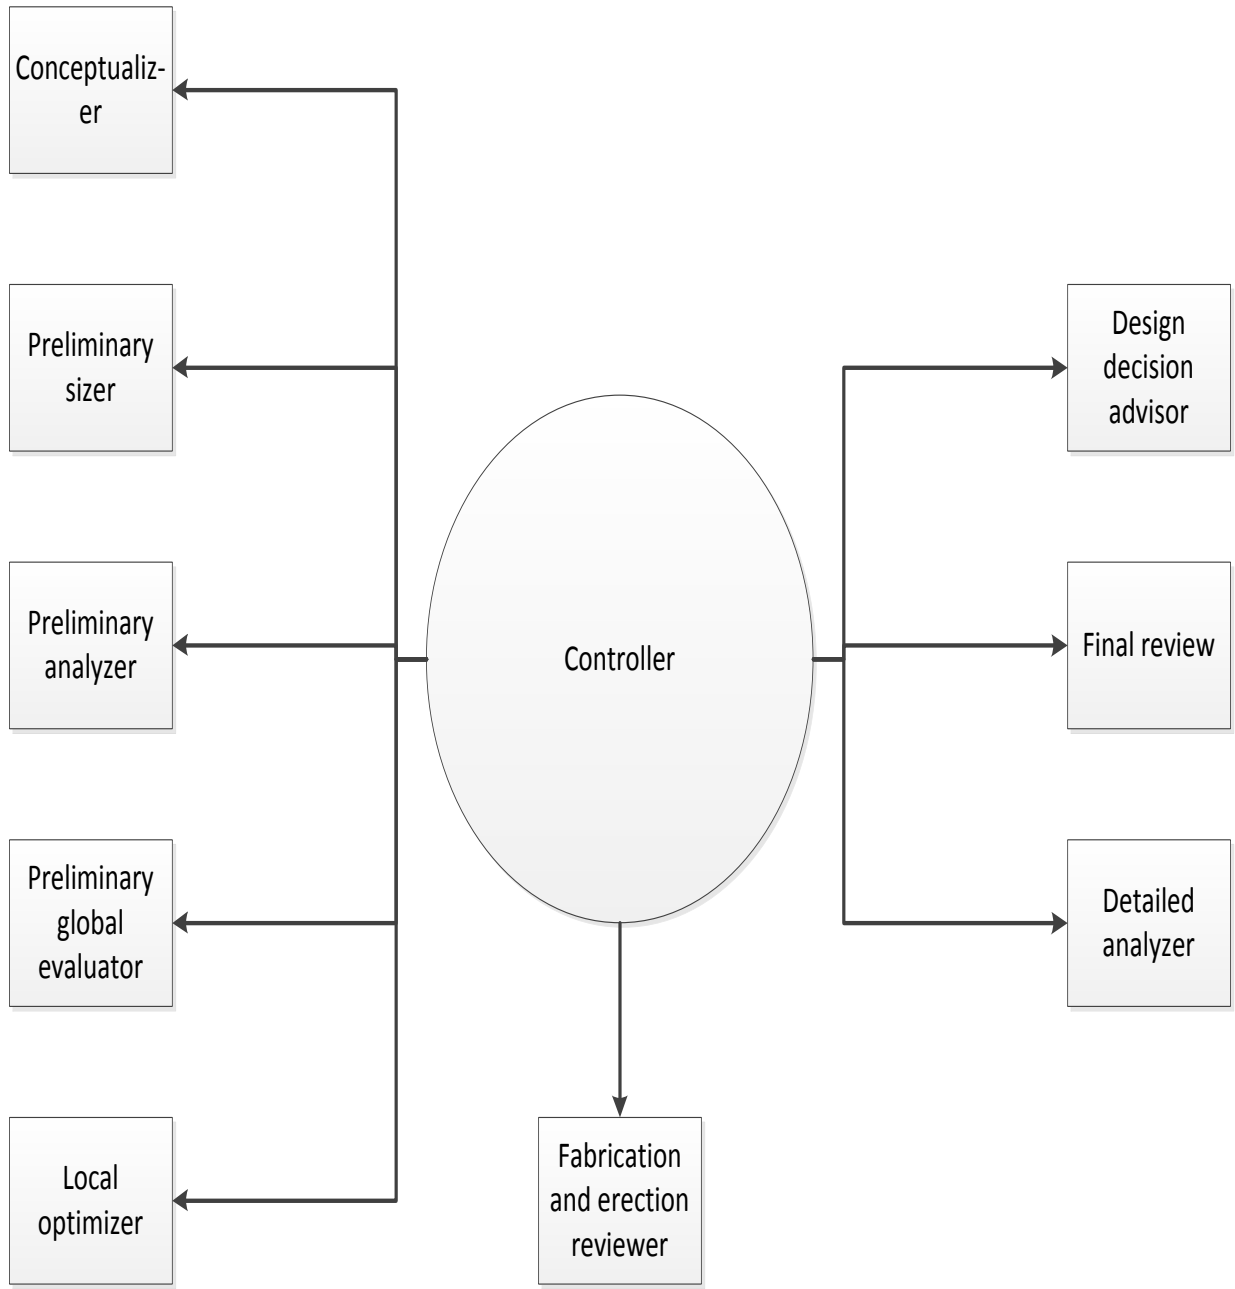 Conceptualiz-
er
Preliminary
sizer
Preliminary
analyzer
Preliminary
global
evaluator
Local
optimizer
Controller
Fabrication
and erection
reviewer
Design
decision
advisor
Final review
Detailed
analyzer